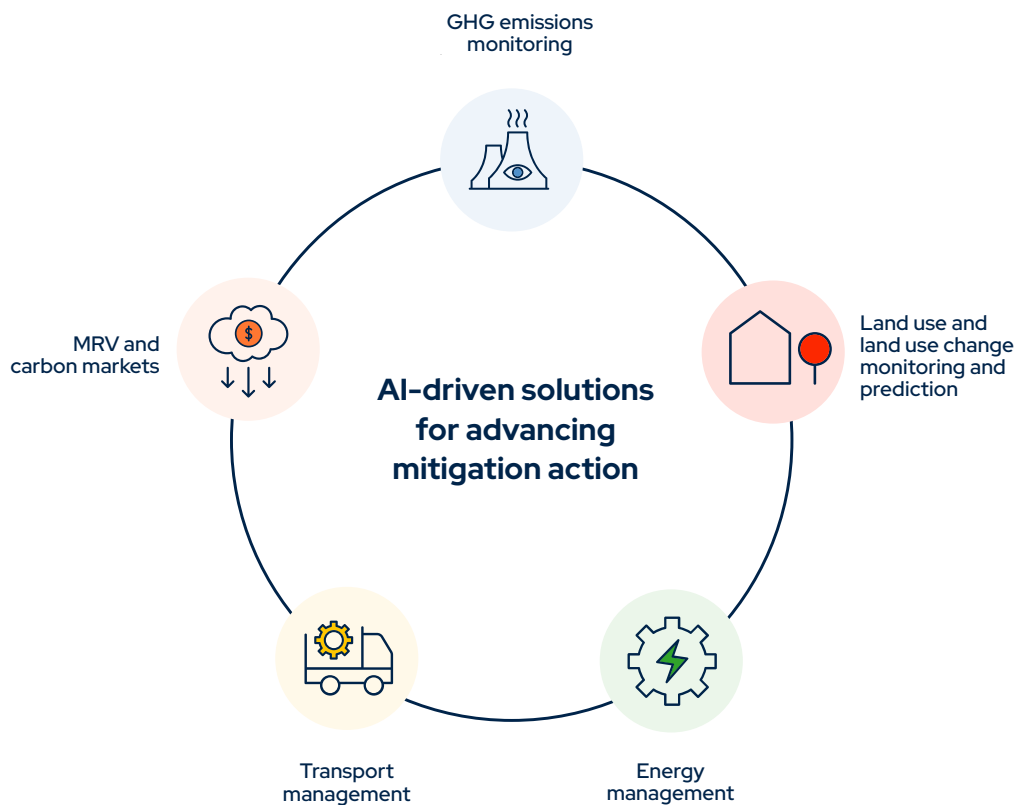 GHG emissions
monitoring
Land use and
land use change
monitoring and
prediction
MRV and
carbon markets
$
AI-driven solutions
for advancing
mitigation action
Transport
management
Energy
management